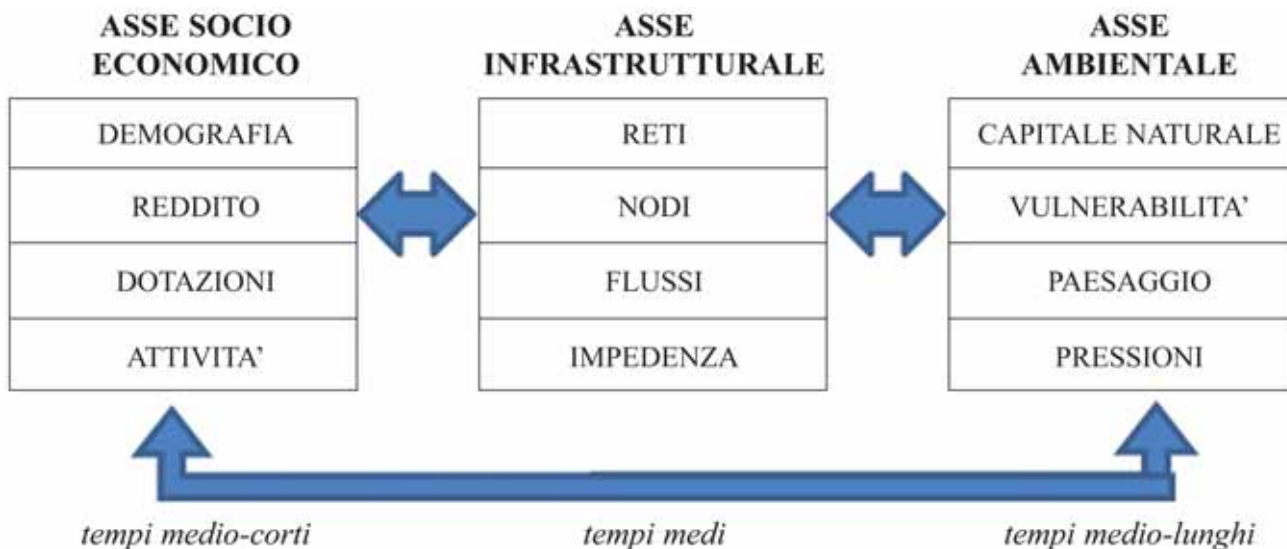 ASSE SOCIO
ECONOMICO
DEMOGRAFIA
REDDITO
DOTAZIONI
ATTIVITA’
ASSE
INFRASTRUTTURALE
RETI
NODI
FLUSSI
IMPEDENZA
ASSE
AMBIENTALE
CAPITALE NATURALE
VULNERABILITA’
PAESAGGIO
PRESSIONI
tempi medio-corti
tempi medi
tempi medio-lunghi